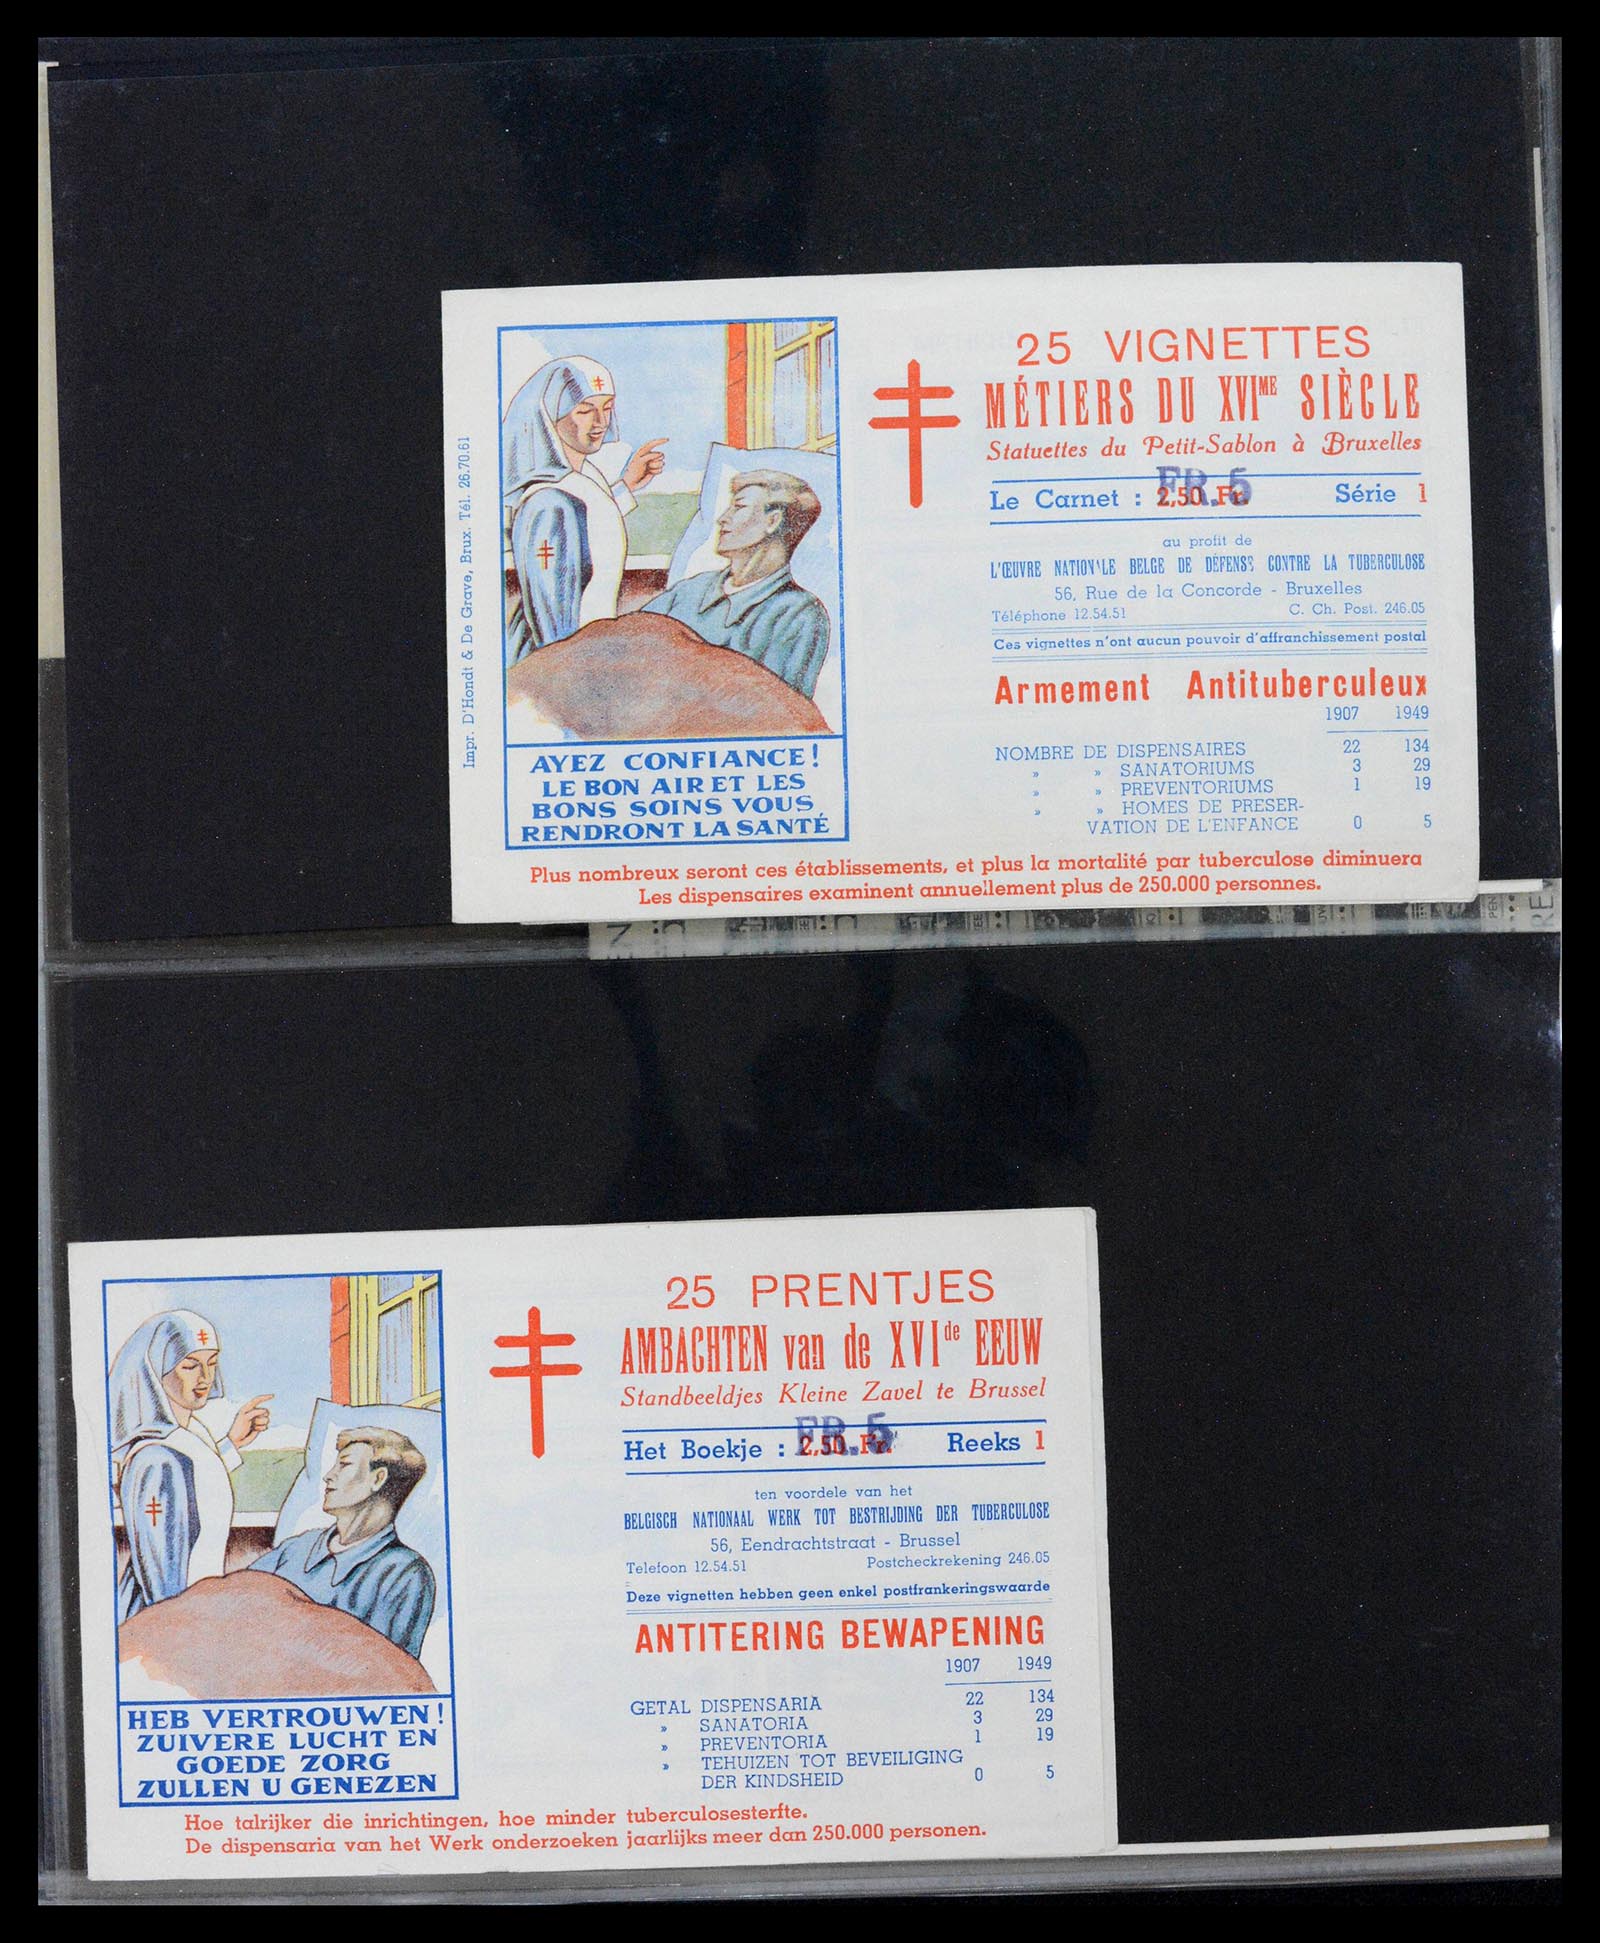 25 VIGNETTES
MÉTIERS DU XVIME SIÈCLE
Statuettes du Petit-Sablon à Bruxelles
FR. 5
Le Carnet : 2,50 Fr. Série 1
au profit de
L'ŒUVRE NATIONALE BELGE DE DÉFENSE CONTRE LA TUBERCULOSE
56, Rue de la Concorde - Bruxelles
Téléphone 12.54.51 C. Ch. Post. 246.05
Ces vignettes n'ont aucun pouvoir d'affranchissement postal
Armement Antituberculeux
1907 1949
NOMBRE DE DISPENSAIRES 22 134
» » SANATORIUMS 3 29
» » PREVENTORIUMS 1 19
» » HOMES DE PRESER-
VATION DE L'ENFANCE 0 5
Impr. D'Hondt & De Grave, Brux. Tél. 26.70.61
AYEZ CONFIANCE!
LE BON AIR ET LES
BONS SOINS VOUS
RENDRONT LA SANTÉ
Plus nombreux seront ces établissements, et plus la mortalité par tuberculose diminuera
Les dispensaires examinent annuellement plus de 250.000 personnes.
25 PRENTJES
AMBACHTEN van de XVIde EEUW
Standbeeldjes Kleine Zavel te Brussel
FR. 5
Het Boekje : 2,50 Fr. Reeks 1
ten voordele van het
BELGISCH NATIONAAL WERK TOT BESTRIJDING DER TUBERCULOSE
56, Eendrachtstraat - Brussel
Telefoon 12.54.51 Postcheckrekening 246.05
Deze vignetten hebben geen enkel postfrankeringswaarde
ANTITERING BEWAPENING
1907 1949
GETAL DISPENSARIA 22 134
» SANATORIA 3 29
» PREVENTORIA 1 19
» TEHUIZEN TOT BEVEILIGING
DER KINDSHEID 0 5
HEB VERTROUWEN!
ZUIVERE LUCHT EN
GOEDE ZORG
ZULLEN U GENEZEN
Hoe talrijker die inrichtingen, hoe minder tuberculosesterfte.
De dispensaria van het Werk onderzoeken jaarlijks meer dan 250.000 personen.